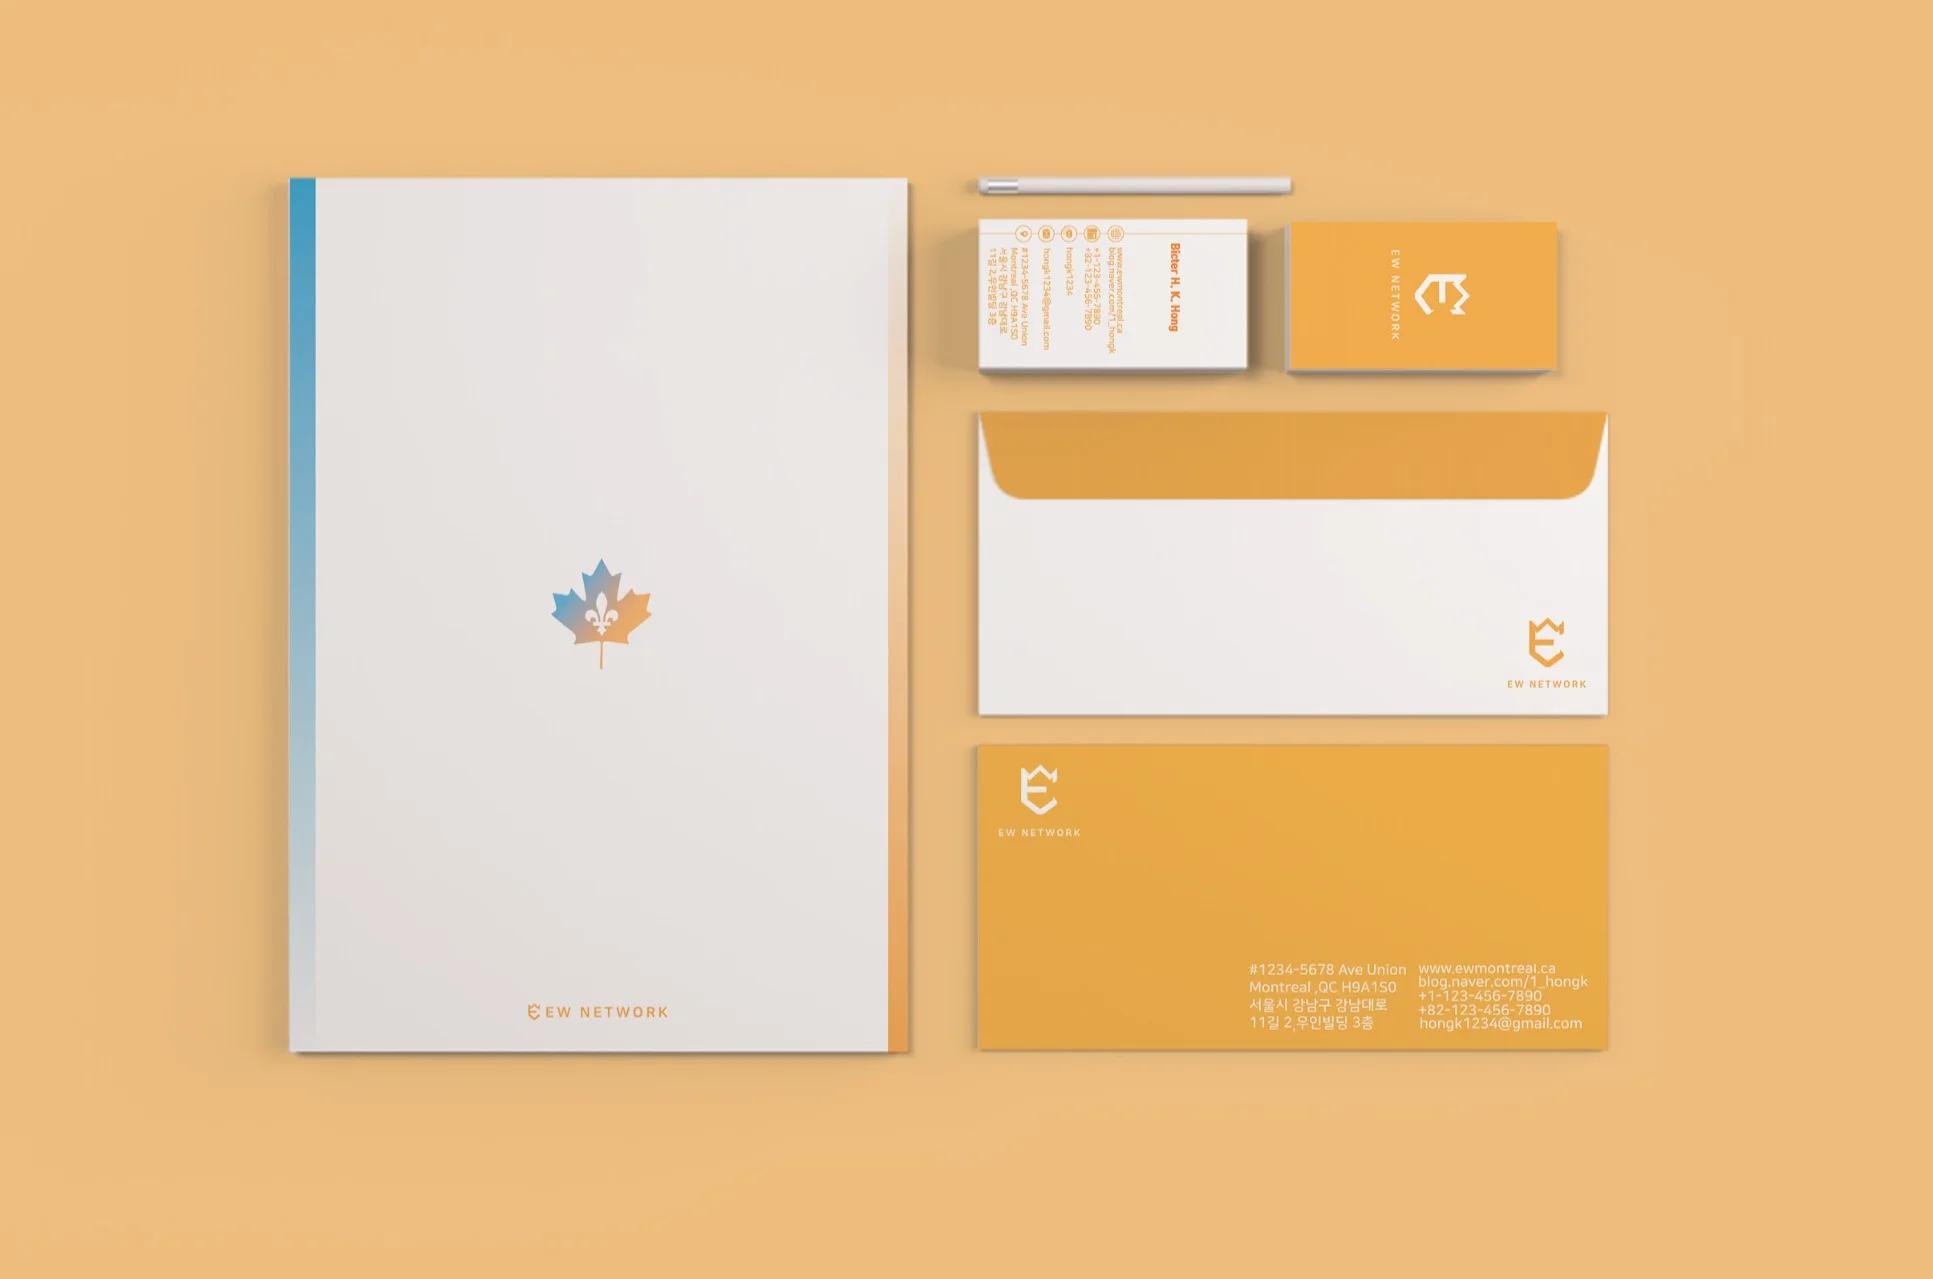 EW NETWORK
Bicter H. K. Hong
www.ewmontreal.ca
blog.naver.com/1_hongk
+1-123-455-7890
+82-123-456-7890
hongk1234
hongk1234@gmail.com
#1234-5678 Ave Union
Montreal ,QC H9A1S0
서울시 강남구 강남대로
11길 2,우인빌딩 3층
EW NETWORK
EW NETWORK
EW NETWORK
#1234-5678 Ave Union
Montreal ,QC H9A1S0
서울시 강남구 강남대로
11길 2,우인빌딩 3층
www.ewmontreal.ca
blog.naver.com/1_hongk
+1-123-456-7890
+82-123-456-7890
hongk1234@gmail.com